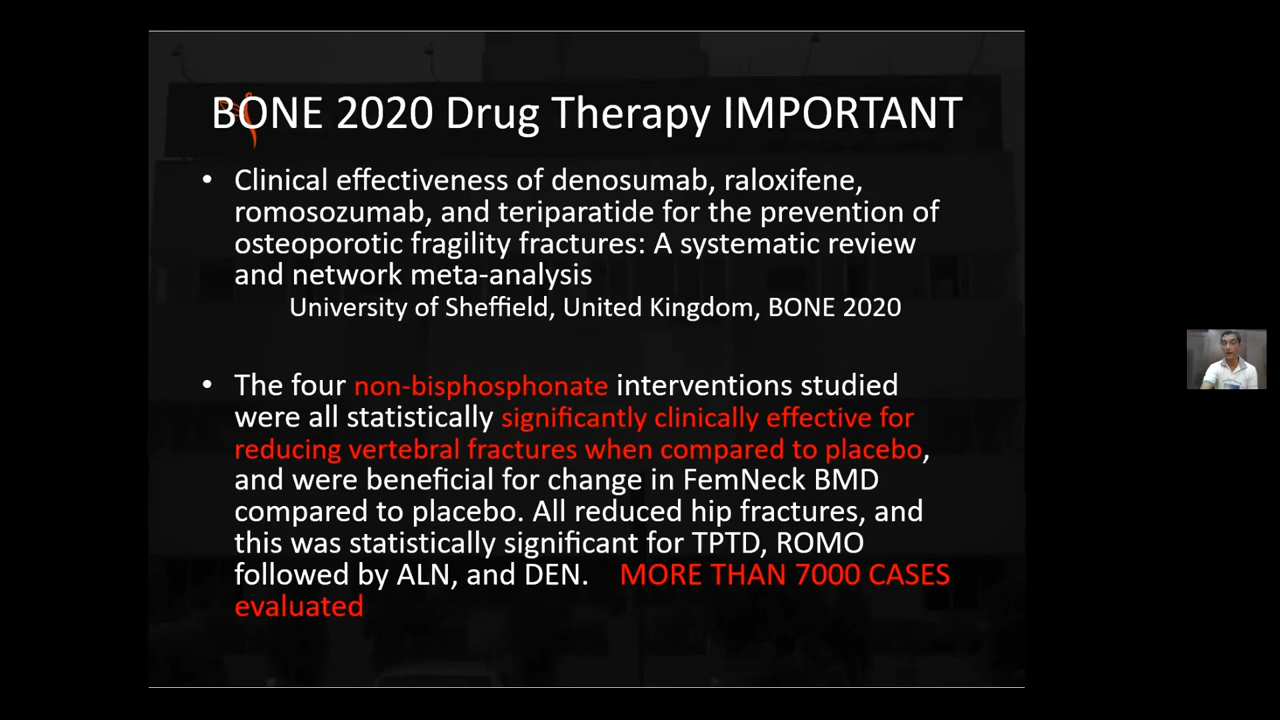 BONE 2020 Drug Therapy IMPORTANT
• Clinical effectiveness of denosumab, raloxifene,
romosozumab, and teriparatide for the prevention of
osteoporotic fragility fractures: A systematic review
and network meta-analysis
University of Sheffield, United Kingdom, BONE 2020
• The four non-bisphosphonate interventions studied
were all statistically significantly clinically effective for
reducing vertebral fractures when compared to placebo,
and were beneficial for change in FemNeck BMD
compared to placebo. All reduced hip fractures, and
this was statistically significant for TPTD, ROMO
followed by ALN, and DEN. MORE THAN 7000 CASES
evaluated